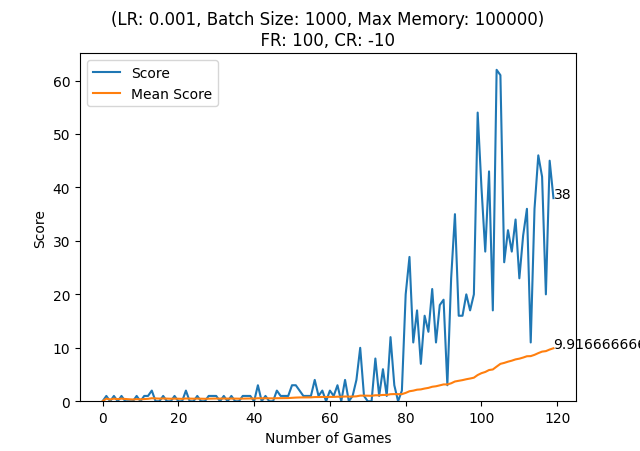 (LR: 0.001, Batch Size: 1000, Max Memory: 100000)
FR: 100, CR: -10
Score
Mean Score
60
50
40
30
20
10
0
Score
38
9.916666666
0 20 40 60 80 100 120
Number of Games